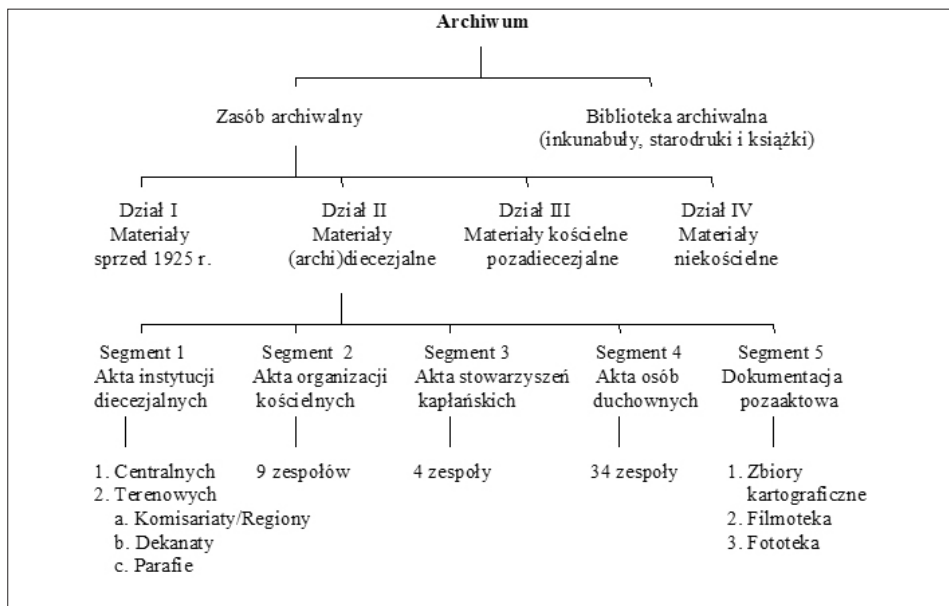 Archiwum
Zasób archiwalny
Biblioteka archiwalna
(inkunabuły, starodruki i książki)
Dział I
Materiały
sprzed 1925 r.
Dział II
Materiały
(archi)diecezjalne
Dział III
Materiały kościelne
pozadiecezjalne
Dział IV
Materiały
niekościelne
Segment 1
Akta instytucji
diecezjalnych
Segment 2
Akta organizacji
kościelnych
Segment 3
Akta stowarzyszeń
kapłańskich
Segment 4
Akta osób
duchownych
Segment 5
Dokumentacja
pozaaktowa
1. Centralnych
2. Terenowych
a. Komisariaty/Regiony
b. Dekanaty
c. Parafie
9 zespołów
4 zespoły
34 zespoły
1. Zbiory
kartograficzne
2. Filmoteka
3. Fototeka